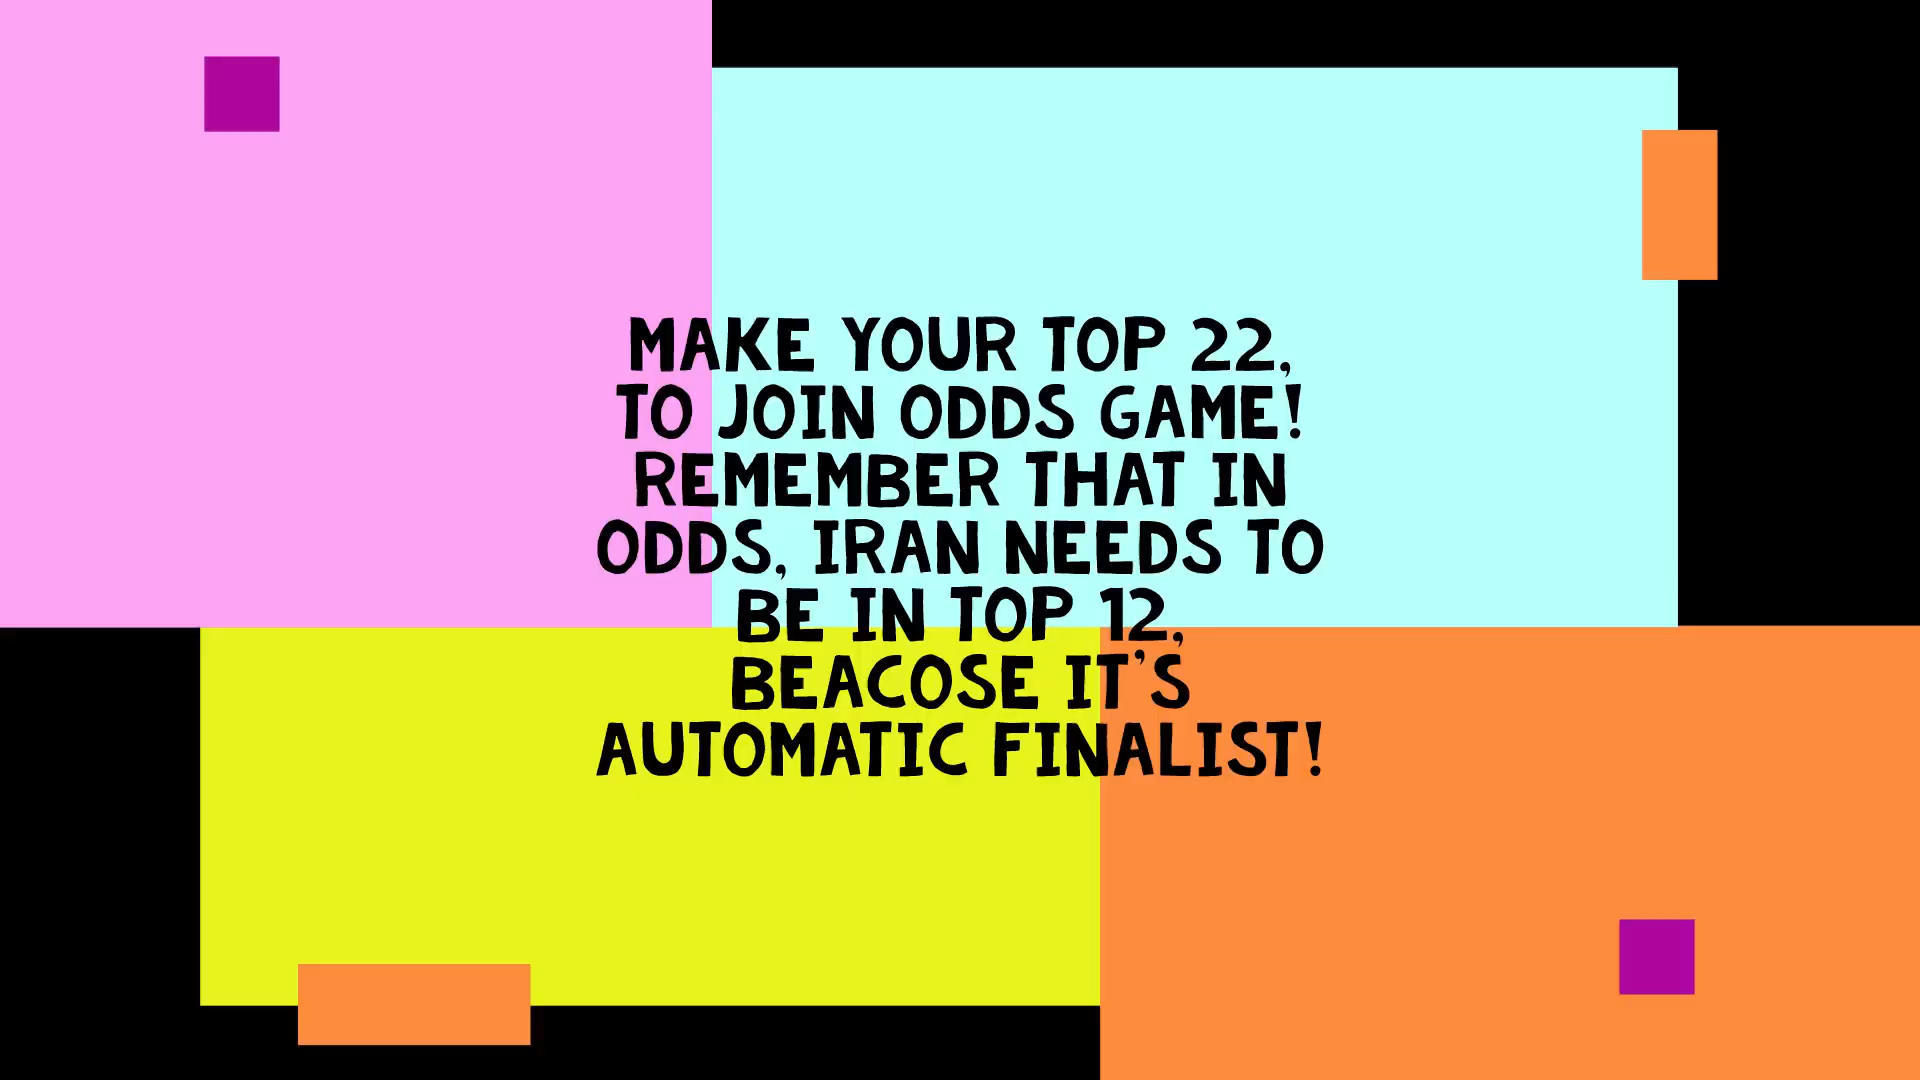 MAKE YOUR TOP 22,
TO JOIN ODDS GAME!
REMEMBER THAT IN
ODDS, IRAN NEEDS TO
BE IN TOP 12,
BEACOSE IT'S
AUTOMATIC FINALIST!